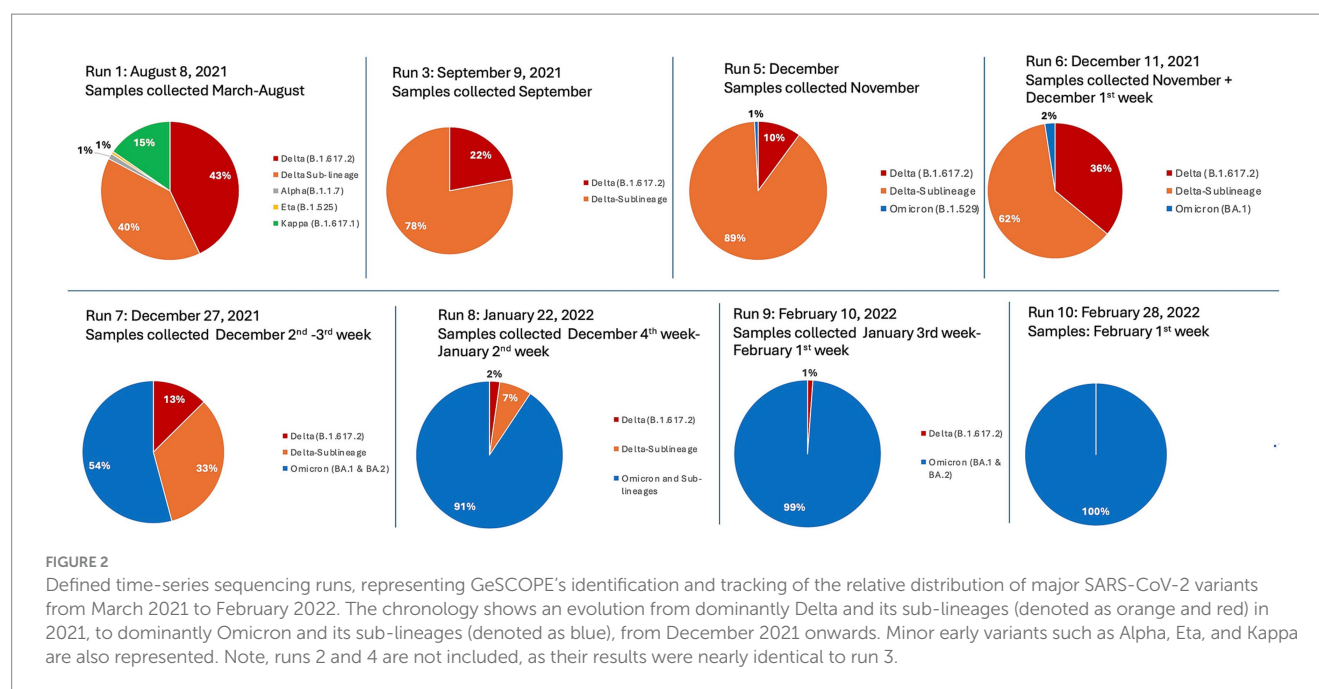 Run 1: August 8, 2021
Samples collected March-August
1%
1%
15%
43%
40%
Delta (B.1.617.2)
Delta Sub-lineage
Alpha(B.1.1.7)
Eta (B.1.525)
Kappa (B.1.617.1)
Run 3: September 9, 2021
Samples collected September
22%
78%
Delta (B.1.617.2)
Delta-Sublineage
Run 5: December
Samples collected November
1%
10%
89%
Delta (B.1.617.2)
Delta-Sublineage
Omicron (B.1.529)
Run 6: December 11, 2021
Samples collected November +
December 1st week
2%
36%
62%
Delta (B.1.617.2)
Delta-Sublineage
Omicron (BA.1)
Run 7: December 27, 2021
Samples collected December 2nd -3rd week
13%
54%
33%
Delta (B.1.617.2)
Delta-Sublineage
Omicron (BA.1 & BA.2)
Run 8: January 22, 2022
Samples collected December 4th week-
January 2nd week
2%
7%
91%
Delta (B.1.617.2)
Delta-Sublineage
Omicron and Sub-
lineages
Run 9: February 10, 2022
Samples collected January 3rd week-
February 1st week
1%
99%
Delta (B.1.617.2)
Omicron (BA.1 &
BA.2)
Run 10: February 28, 2022
Samples: February 1st week
100%
FIGURE 2
Defined time-series sequencing runs, representing GeSCOPE's identification and tracking of the relative distribution of major SARS-CoV-2 variants
from March 2021 to February 2022. The chronology shows an evolution from dominantly Delta and its sub-lineages (denoted as orange and red) in
2021, to dominantly Omicron and its sub-lineages (denoted as blue), from December 2021 onwards. Minor early variants such as Alpha, Eta, and Kappa
are also represented. Note, runs 2 and 4 are not included, as their results were nearly identical to run 3.